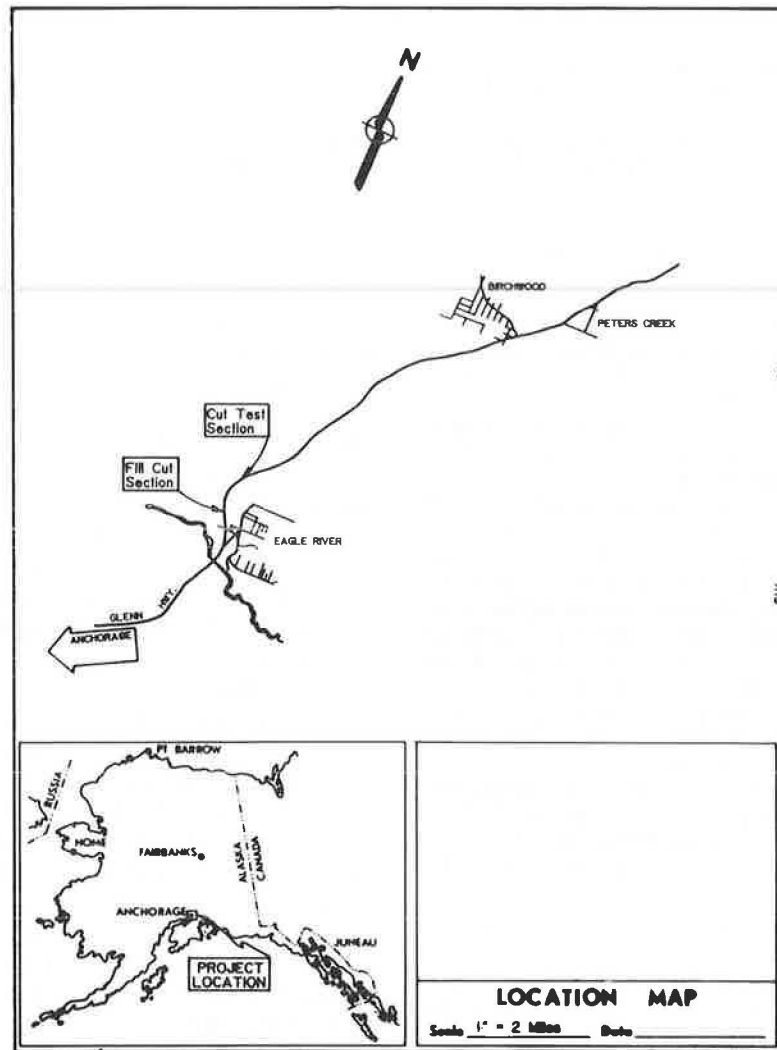 N
BIRCHWOOD
PETERS CREEK
Cut Test
Section
Fill Cut
Section
EAGLE RIVER
GLENN HWY.
ANCHORAGE
PT BARROW
RUSSIA
NOME
FAIRBANKS
ALASKA
CANADA
ANCHORAGE
JUNEAU
PROJECT
LOCATION
LOCATION MAP
Scale 1" = 2 Miles Date